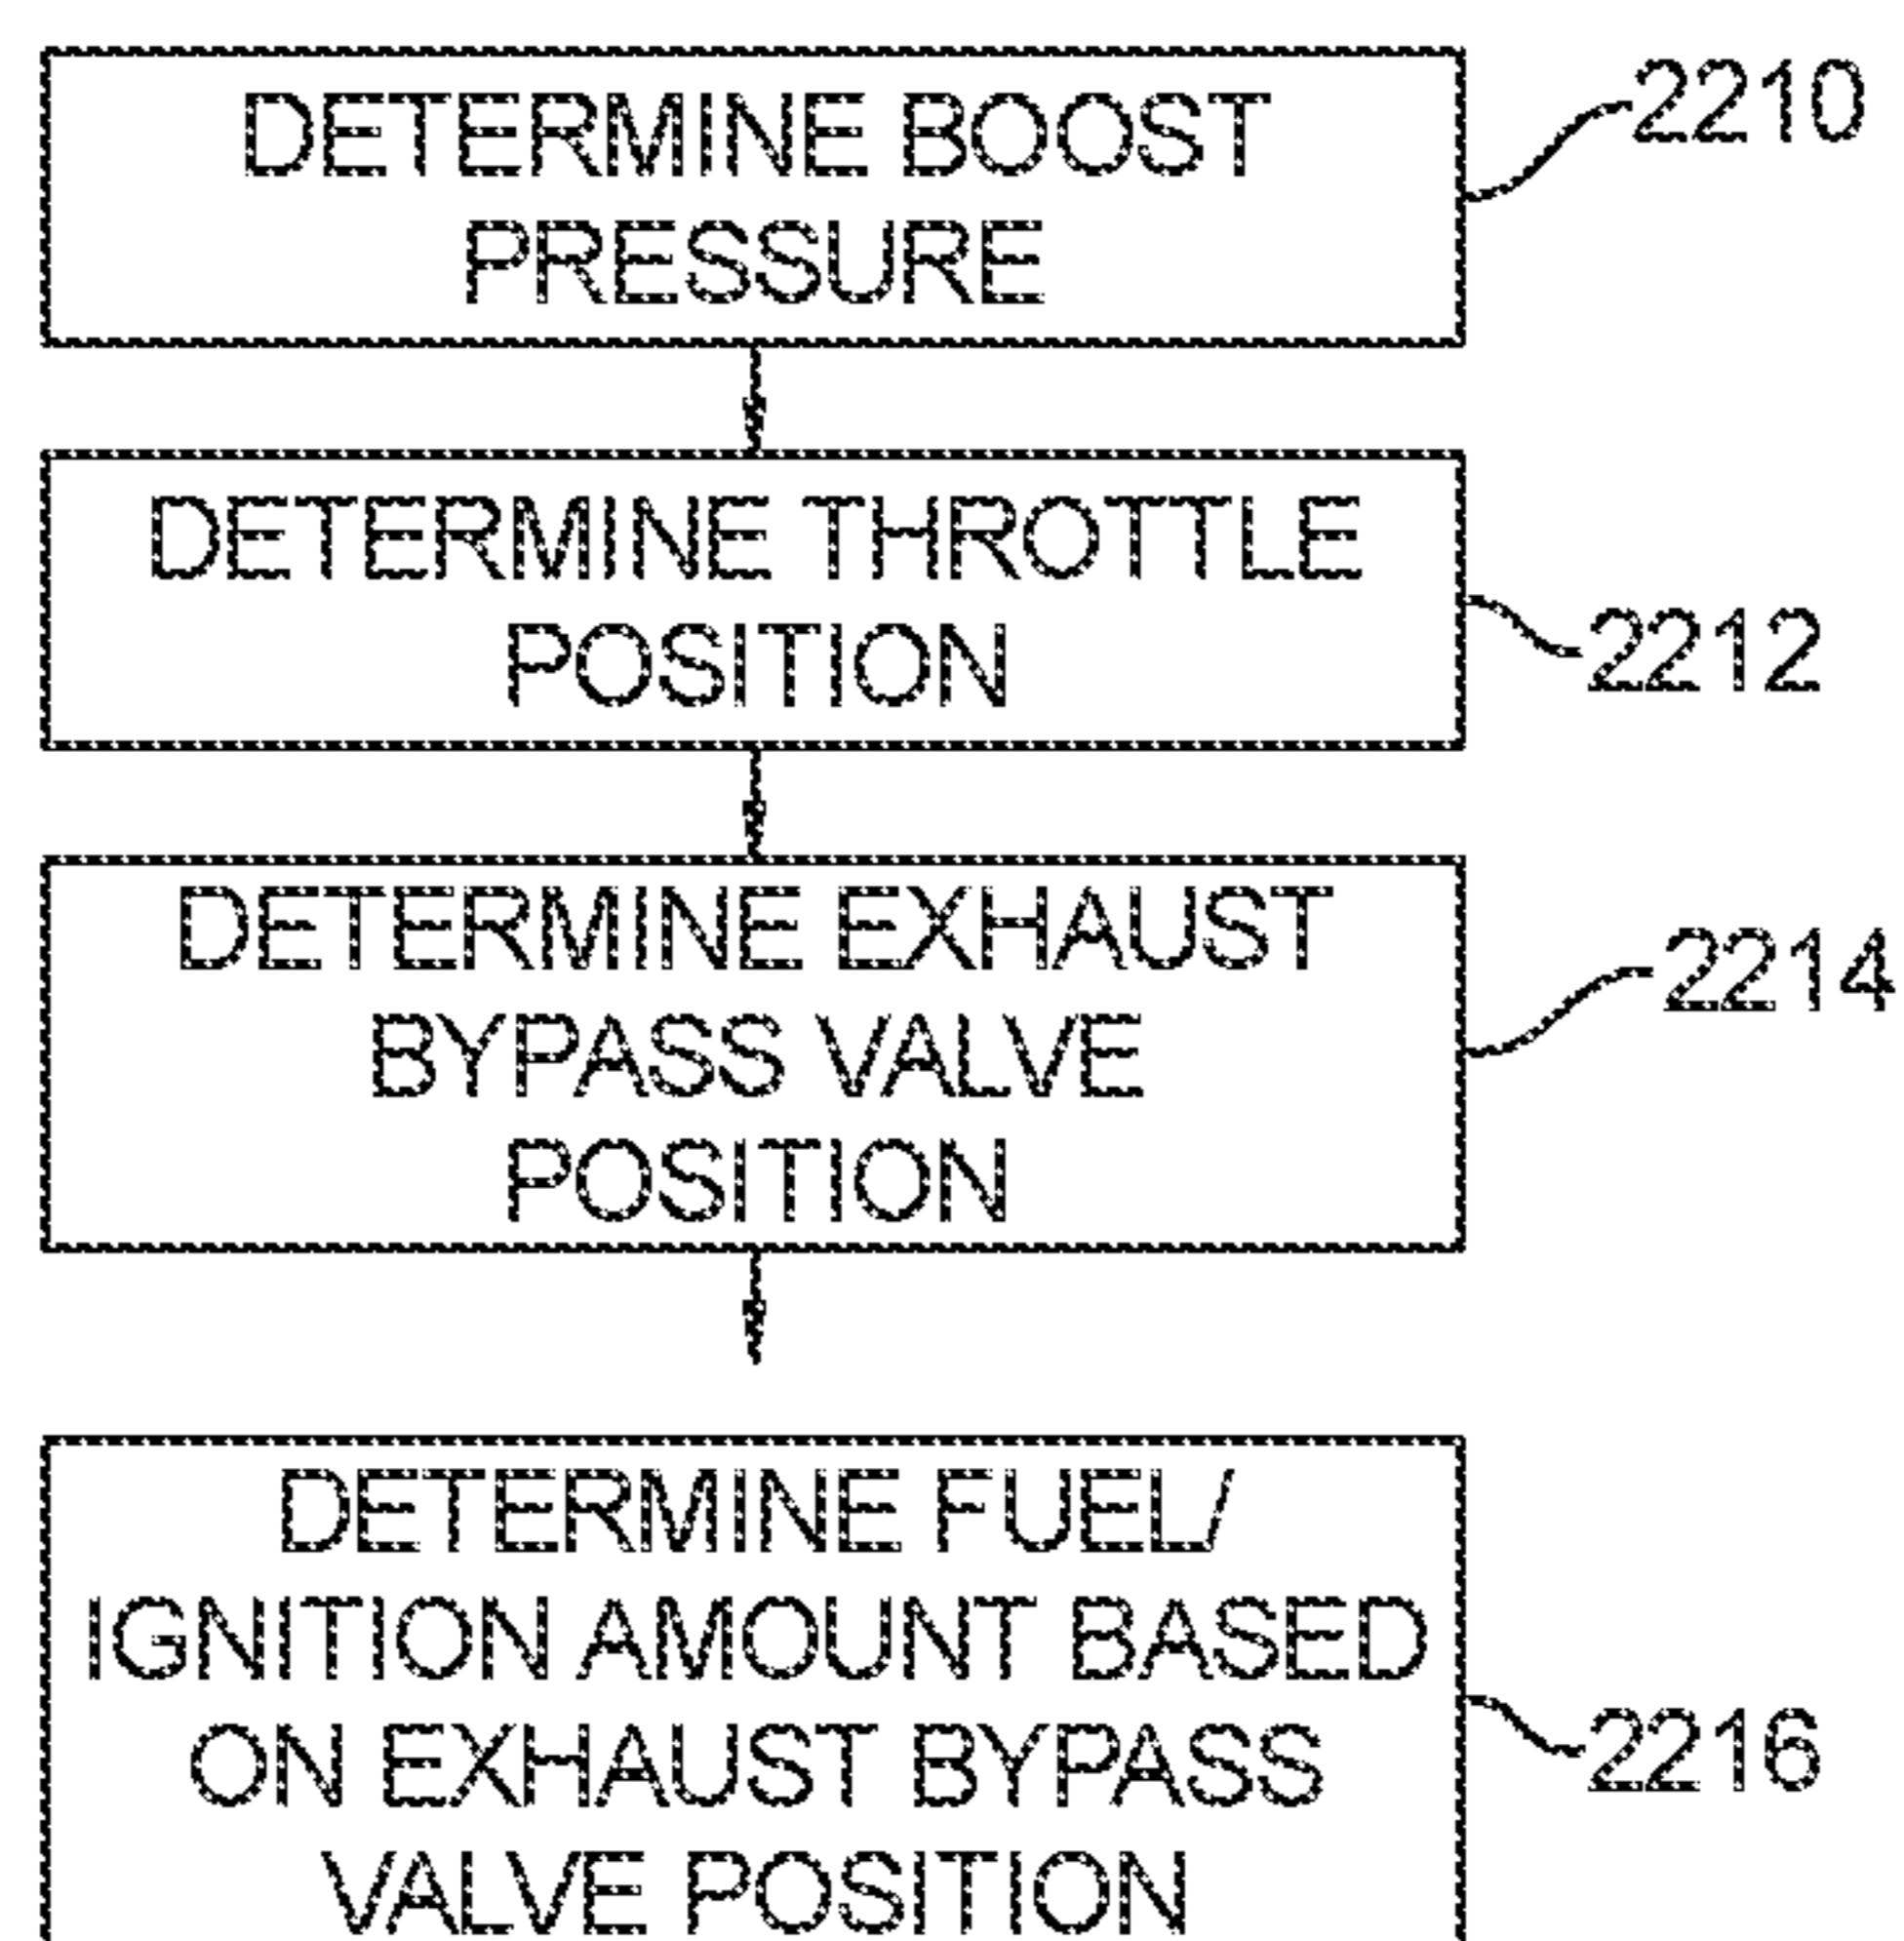 DETERMINE BOOST
PRESSURE
2210
DETERMINE THROTTLE
POSITION
2212
DETERMINE EXHAUST
BYPASS VALVE
POSITION
2214
DETERMINE FUEL/
IGNITION AMOUNT BASED
ON EXHAUST BYPASS
VALVE POSITION
2216